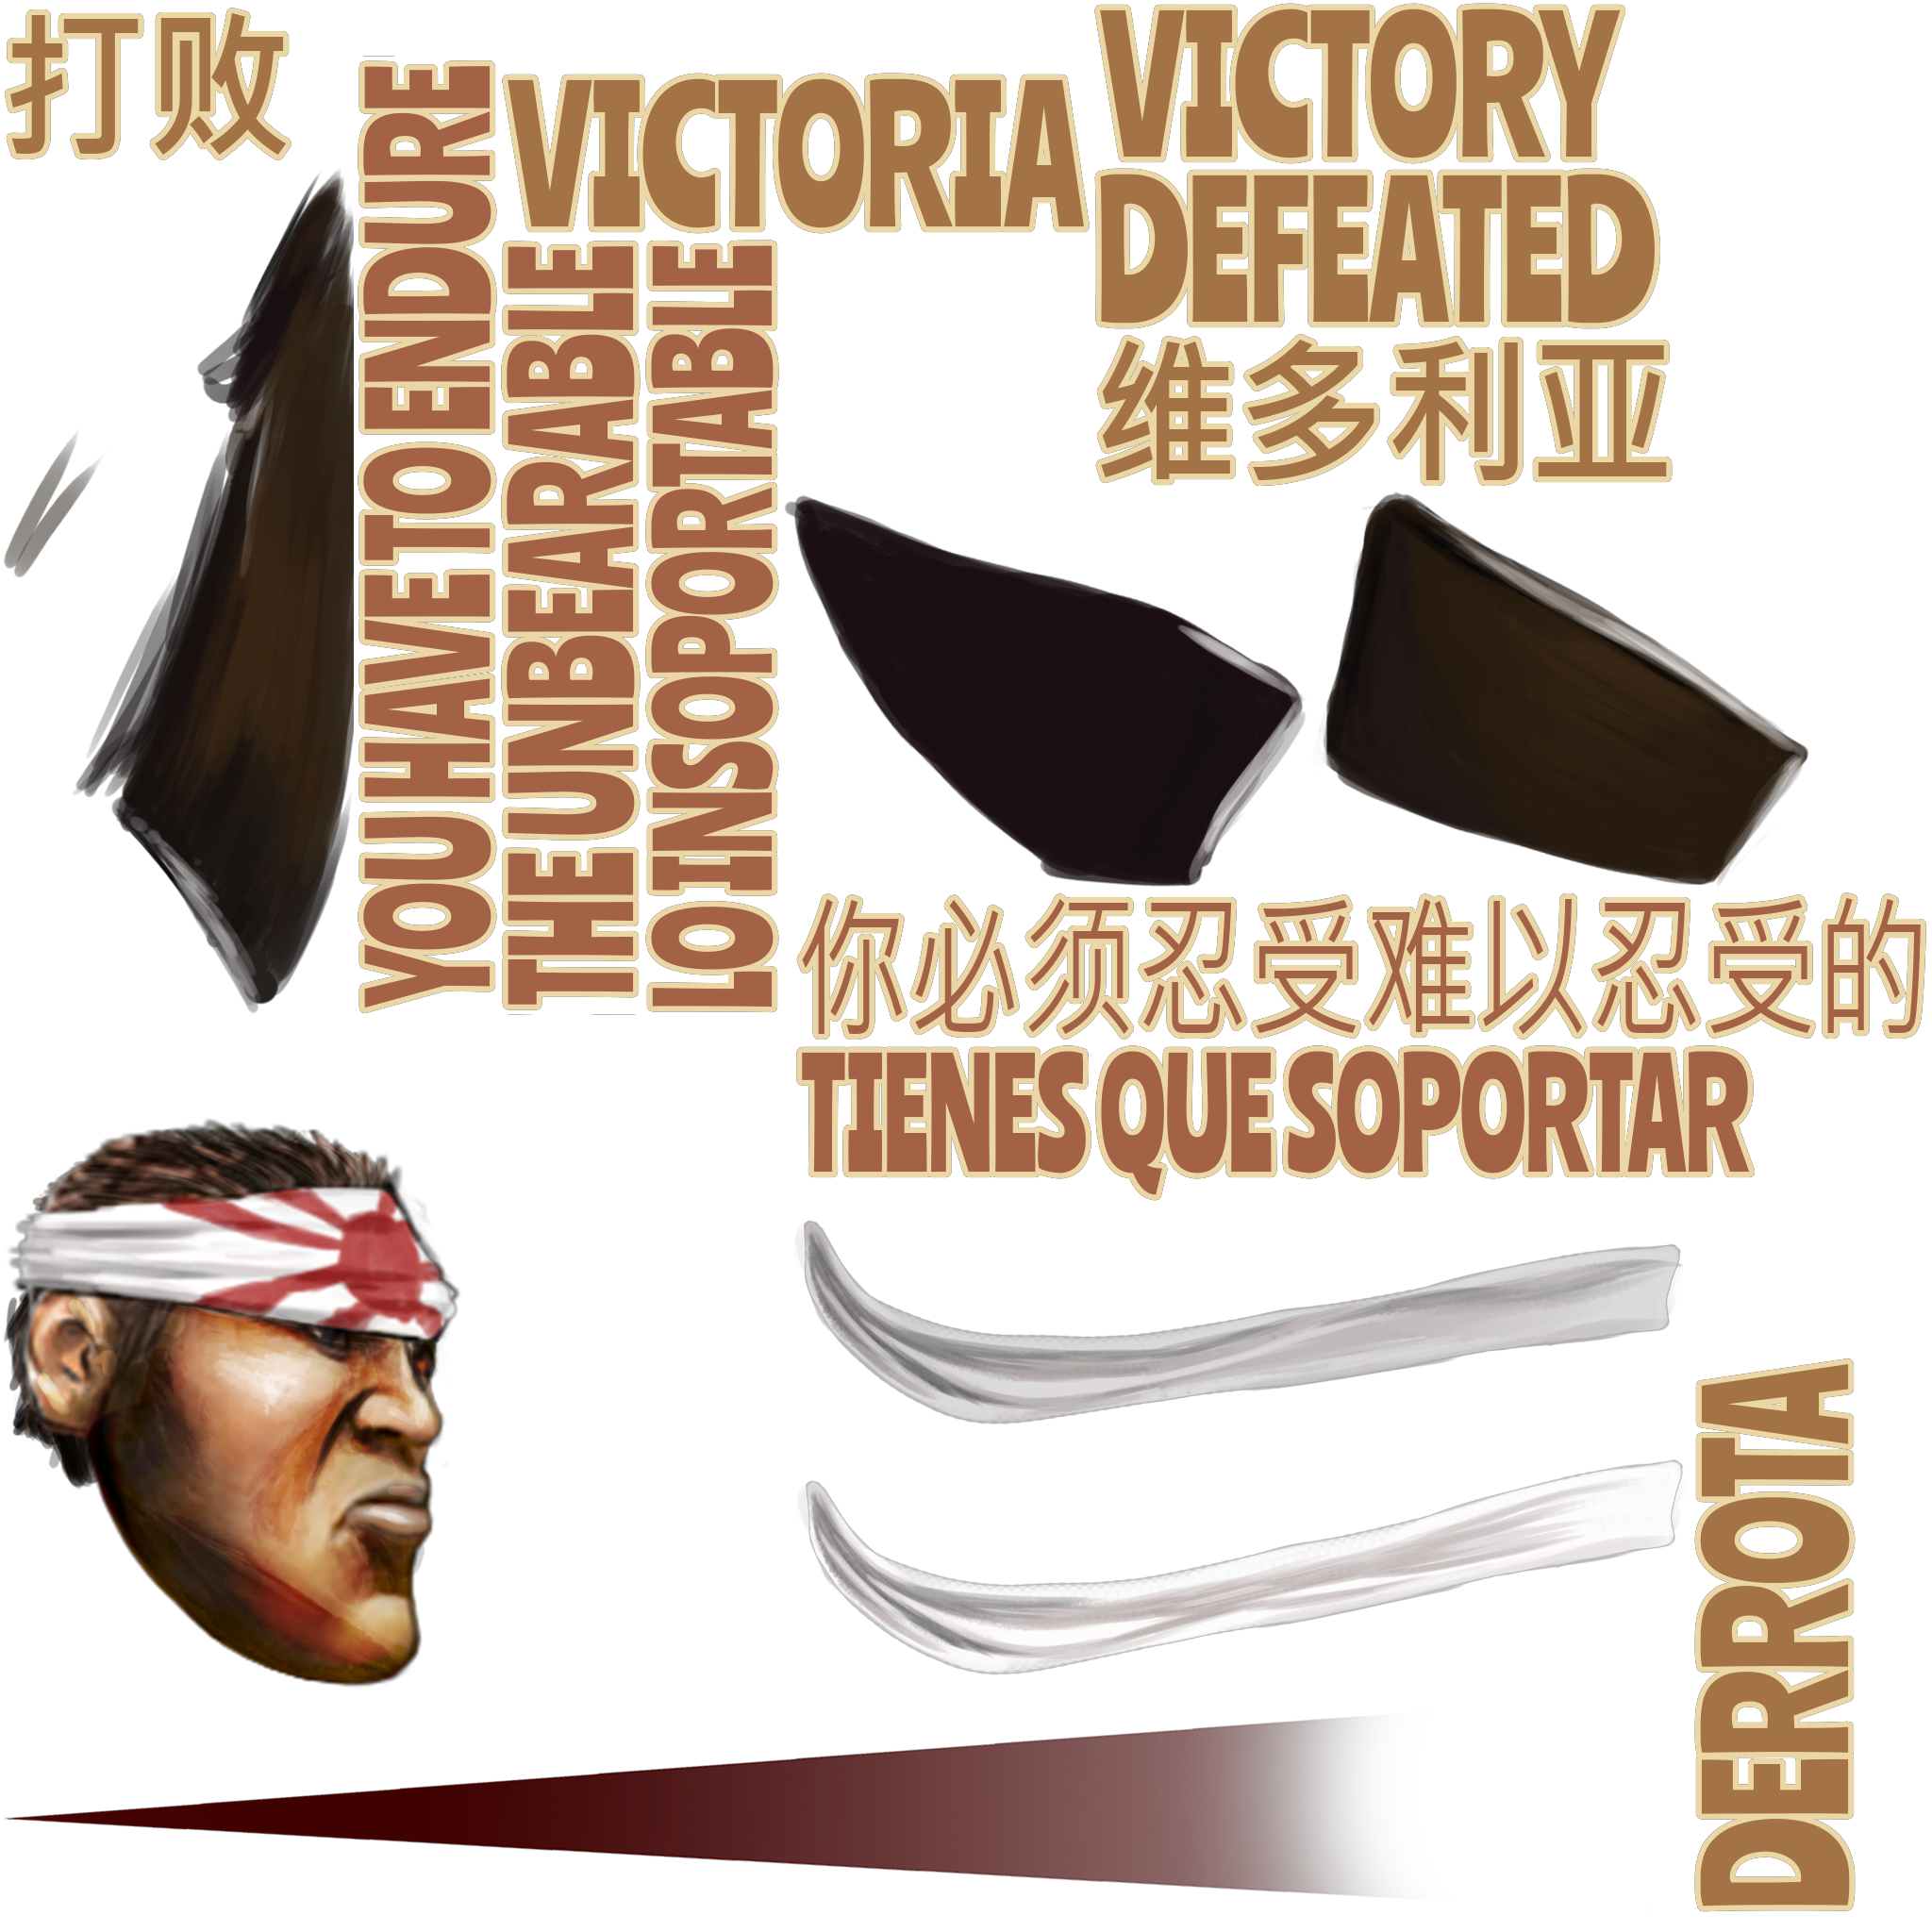 打败
VICTORIA
VICTORY
DEFEATED
维多利亚
YOU HAVE TO ENDURE
THE UNBEARABLE
LO INSOPORTABLE
你必须忍受难以忍受的
TIENES QUE SOPORTAR
DERROTA